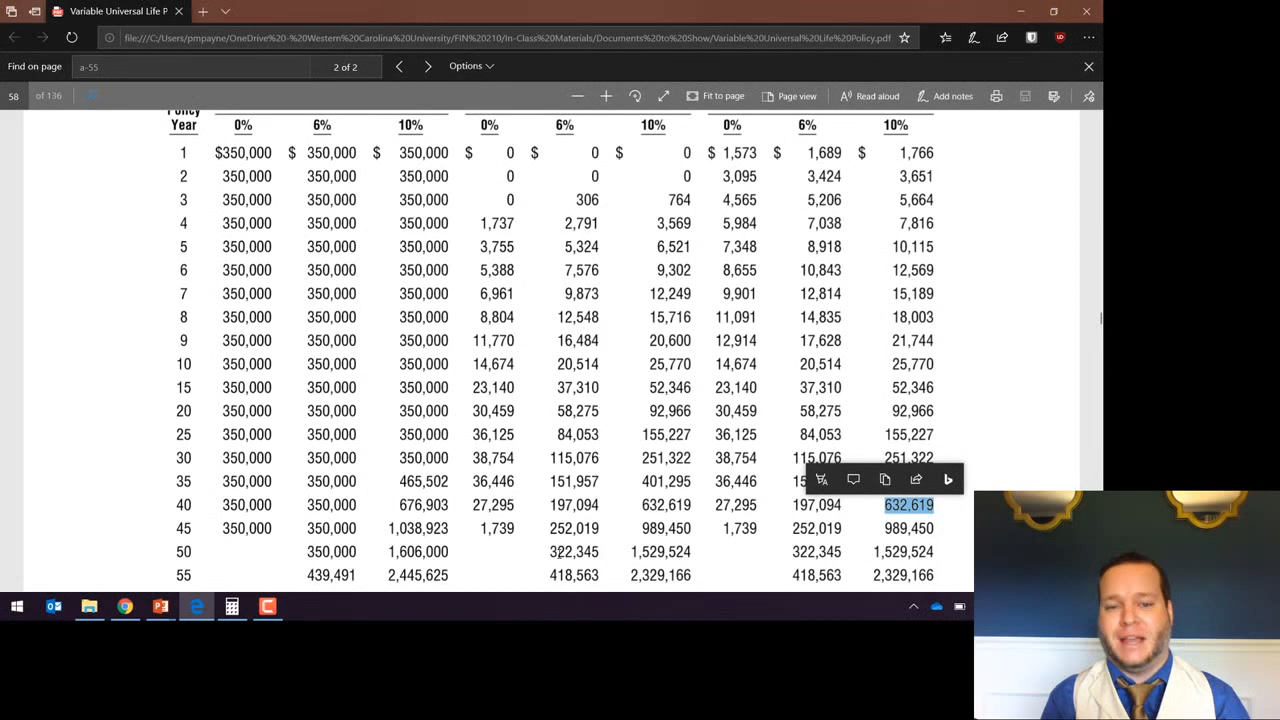 Variable Universal Life P
file:///C:/Users/pmpayne/OneDrive%20-%20Western%20Carolina%20University/FIN%20210/In-Class%20Materials/Documents%20to%20Show/Variable%20Universal%20Life%20Policy.pdf
Find on page a-55 2 of 2 Options
58 of 136 Fit to page Page view Read aloud Add notes
Policy
Year 0% 6% 10% 0% 6% 10% 0% 6% 10%
1 $350,000 $ 350,000 $ 350,000 $ 0 $ 0 $ 0 $ 1,573 $ 1,689 $ 1,766
2 350,000 350,000 350,000 0 0 0 3,095 3,424 3,651
3 350,000 350,000 350,000 0 306 764 4,565 5,206 5,664
4 350,000 350,000 350,000 1,737 2,791 3,569 5,984 7,038 7,816
5 350,000 350,000 350,000 3,755 5,324 6,521 7,348 8,918 10,115
6 350,000 350,000 350,000 5,388 7,576 9,302 8,655 10,843 12,569
7 350,000 350,000 350,000 6,961 9,873 12,249 9,901 12,814 15,189
8 350,000 350,000 350,000 8,804 12,548 15,716 11,091 14,835 18,003
9 350,000 350,000 350,000 11,770 16,484 20,600 12,914 17,628 21,744
10 350,000 350,000 350,000 14,674 20,514 25,770 14,674 20,514 25,770
15 350,000 350,000 350,000 23,140 37,310 52,346 23,140 37,310 52,346
20 350,000 350,000 350,000 30,459 58,275 92,966 30,459 58,275 92,966
25 350,000 350,000 350,000 36,125 84,053 155,227 36,125 84,053 155,227
30 350,000 350,000 350,000 38,754 115,076 251,322 38,754 115,076 251,322
35 350,000 350,000 465,502 36,446 151,957 401,295 36,446 15
40 350,000 350,000 676,903 27,295 197,094 632,619 27,295 197,094 632,619
45 350,000 350,000 1,038,923 1,739 252,019 989,450 1,739 252,019 989,450
50 350,000 1,606,000 322,345 1,529,524 322,345 1,529,524
55 439,491 2,445,625 418,563 2,329,166 418,563 2,329,166